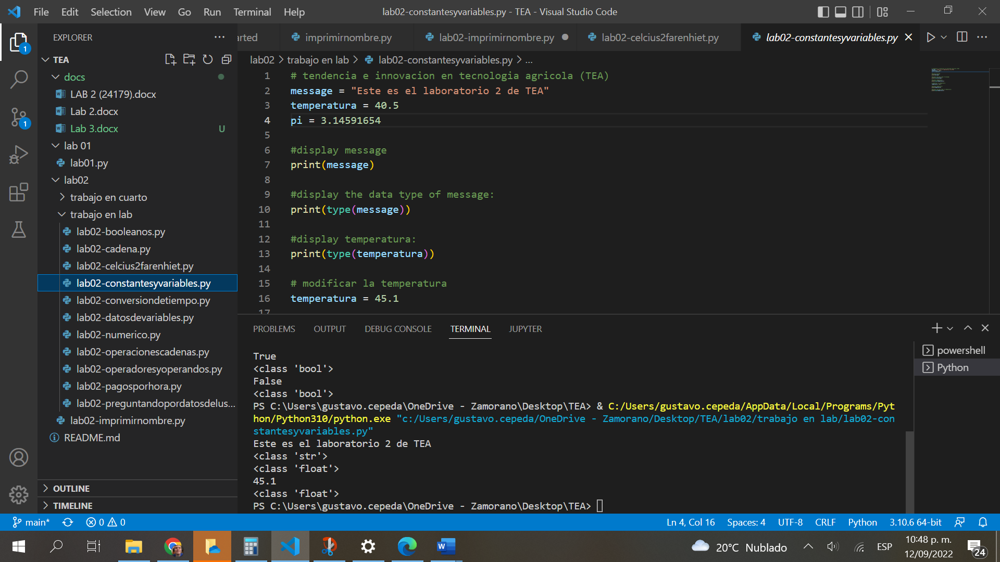 File Edit Selection View Go Run Terminal Help
lab02-constantesyvariables.py - TEA - Visual Studio Code
EXPLORER
arted
imprimirnombre.py
lab02-imprimirnombre.py
lab02-celcius2farenhiet.py
lab02-constantesyvariables.py
TEA
docs
LAB 2 (24179).docx
Lab 2.docx
Lab 3.docx U
lab 01
lab01.py
lab02
trabajo en cuarto
trabajo en lab
lab02-booleanos.py
lab02-cadena.py
lab02-celcius2farenhiet.py
lab02-constantesyvariables.py
lab02-conversiondetiempo.py
lab02-datosdevariables.py
lab02-numerico.py
lab02-operacionescadenas.py
lab02-operadoresyoperandos.py
lab02-pagosporhora.py
lab02-preguntandopordatosdelus...
lab02-imprimirnombre.py
README.md
OUTLINE
TIMELINE
1
1
lab02 > trabajo en lab > lab02-constantesyvariables.py > ...
1 # tendencia e innovacion en tecnologia agricola (TEA)
2 message = "Este es el laboratorio 2 de TEA"
3 temperatura = 40.5
4 pi = 3.14591654
5
6 #display message
7 print(message)
8
9 #display the data type of message:
10 print(type(message))
11
12 #display temperatura:
13 print(type(temperatura))
14
15 # modificar la temperatura
16 temperatura = 45.1
17
PROBLEMS OUTPUT DEBUG CONSOLE TERMINAL JUPYTER
True
<class 'bool'>
False
<class 'bool'>
PS C:\Users\gustavo.cepeda\OneDrive - Zamorano\Desktop\TEA> & C:/Users/gustavo.cepeda/AppData/Local/Programs/Pyt
hon/Python310/python.exe "c:/Users/gustavo.cepeda/OneDrive - Zamorano/Desktop/TEA/lab02/trabajo en lab/lab02-con
stantesyvariables.py"
Este es el laboratorio 2 de TEA
<class 'str'>
<class 'float'>
45.1
<class 'float'>
PS C:\Users\gustavo.cepeda\OneDrive - Zamorano\Desktop\TEA>
powershell
Python
main* 0 0
Ln 4, Col 16 Spaces: 4 UTF-8 CRLF Python 3.10.6 64-bit
20°C Nublado
ESP
10:48 p. m.
12/09/2022
24